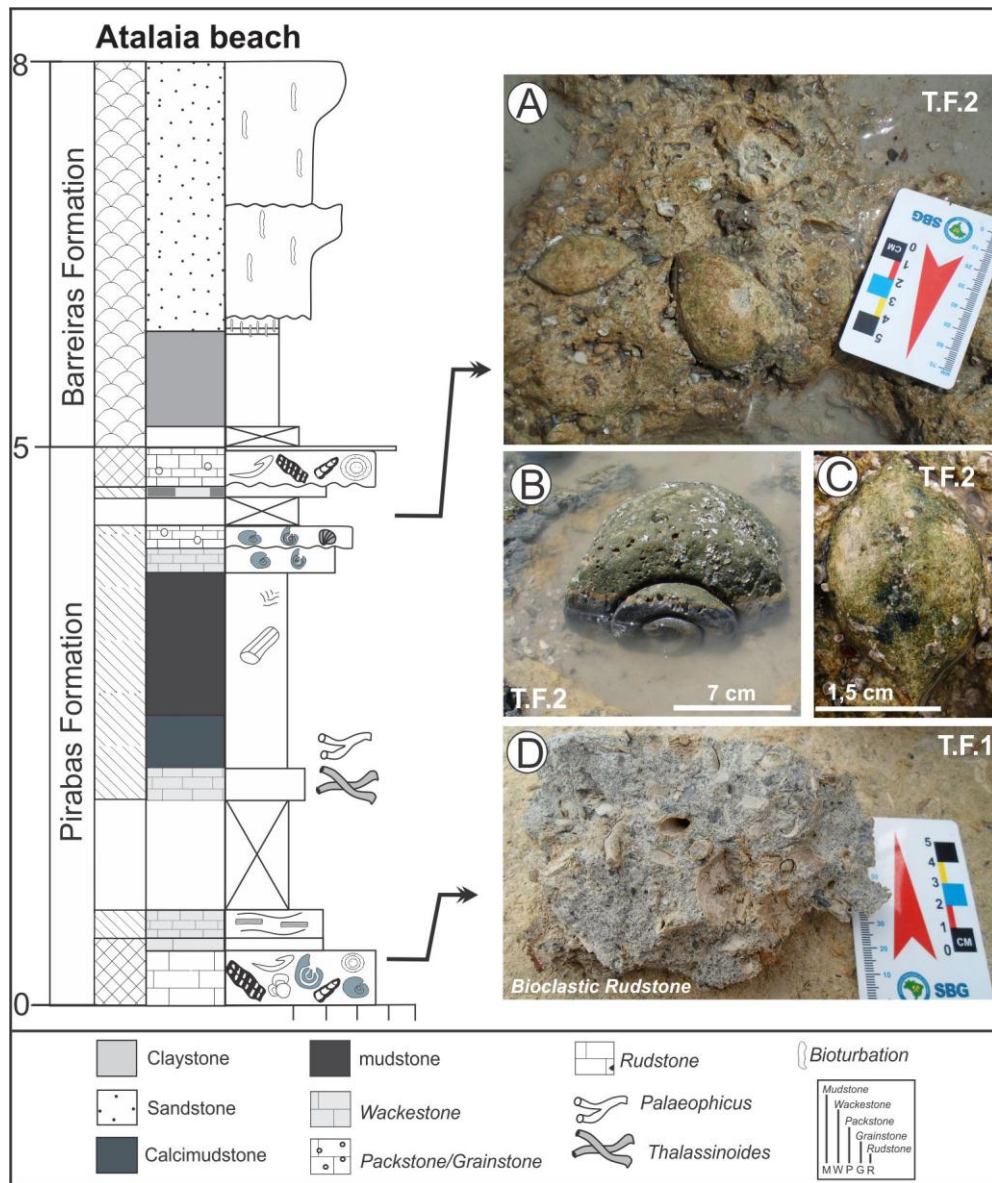 Atalaia beach
8
5
0
Barreiras Formation
Pirabas Formation
A
T.F.2
SBG
CM
0
1
2
3
4
5
B
T.F.2
7 cm
C
T.F.2
1,5 cm
D
T.F.1
Bioclastic Rudstone
5
4
3
2
1
0
CM
SBG
Claystone
Sandstone
Calcimudstone
mudstone
Wackestone
Packstone/Grainstone
Rudstone
Palaeophicus
Thalassinoides
Bioturbation
Mudstone
Wackestone
Packstone
Grainstone
Rudstone
M W P G R